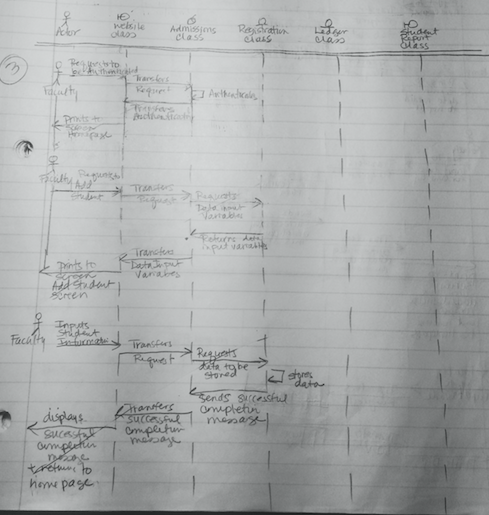 Actor
Website
class
Admissions
class
Registration
class
Ledger
class
Student
Report
class
3
Faculty
Requests to
be Authenticated
Transfers
Request
Authenticates
Transfers
Prints to
screen
Homepage
Faculty
Requests to
Add
Student
Transfers
Request
Requests
Data Input
Variables
Returns data
input variables
Transfers
Data Input
Variables
prints to
screen
Add Student
Screen
Faculty
Inputs
Student
Information
Transfers
Request
Requests
data to be
stored
stores
data
Sends successful
completion
message
Transfers
successful
completion
message
displays
successful
completion
message
+ return to
home page